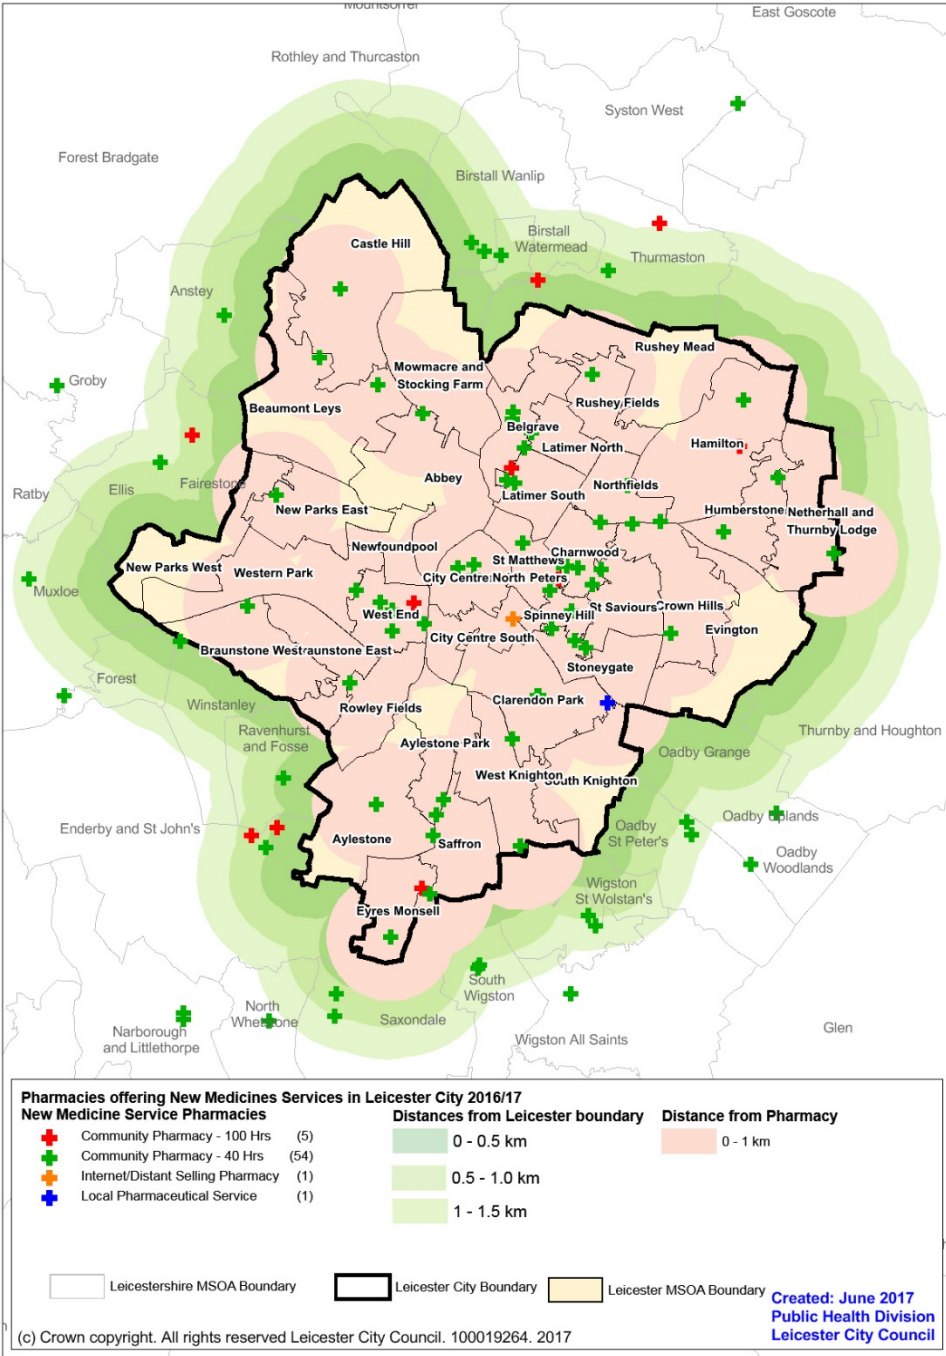 Mountsorrel
East Goscote
Rothley and Thurcaston
Syston West
Forest Bradgate
Birstall Wanlip
Birstall
Watermead
Castle Hill
Thurmaston
Anstey
Rushey Mead
Mowmacre and
Stocking Farm
Groby
Rushey Fields
Beaumont Leys
Belgrave
Latimer North
Hamilton
Abbey
Ellis
Fairestone
Northfields
Ratby
Latimer South
New Parks East
Humberstone
Netherhall and
Thurnby Lodge
Newfoundpool
Charnwood
St Matthews
New Parks West
Western Park
City Centre North
St Peters
Muxloe
St Saviours
Crown Hills
West End
Spinney Hill
Evington
City Centre South
Braunstone West
Braunstone East
Stoneygate
Forest
Clarendon Park
Winstanley
Rowley Fields
Ravenhurst
and Fosse
Thurnby and Houghton
Aylestone Park
Oadby Grange
West Knighton
South Knighton
Enderby and St John's
Oadby Uplands
Oadby
St Peter's
Aylestone
Saffron
Oadby
Woodlands
Wigston
St Wolstan's
Eyres Monsell
South
Wigston
North
Whetstone
Saxondale
Glen
Narborough
and Littlethorpe
Wigston All Saints
Pharmacies offering New Medicines Services in Leicester City 2016/17
New Medicine Service Pharmacies
Community Pharmacy - 100 Hrs (5)
Community Pharmacy - 40 Hrs (54)
Internet/Distant Selling Pharmacy (1)
Local Pharmaceutical Service (1)
Distances from Leicester boundary
0 - 0.5 km
0.5 - 1.0 km
1 - 1.5 km
Distance from Pharmacy
0 - 1 km
Leicestershire MSOA Boundary
Leicester City Boundary
Leicester MSOA Boundary
Created: June 2017
Public Health Division
Leicester City Council
(c) Crown copyright. All rights reserved Leicester City Council. 100019264. 2017